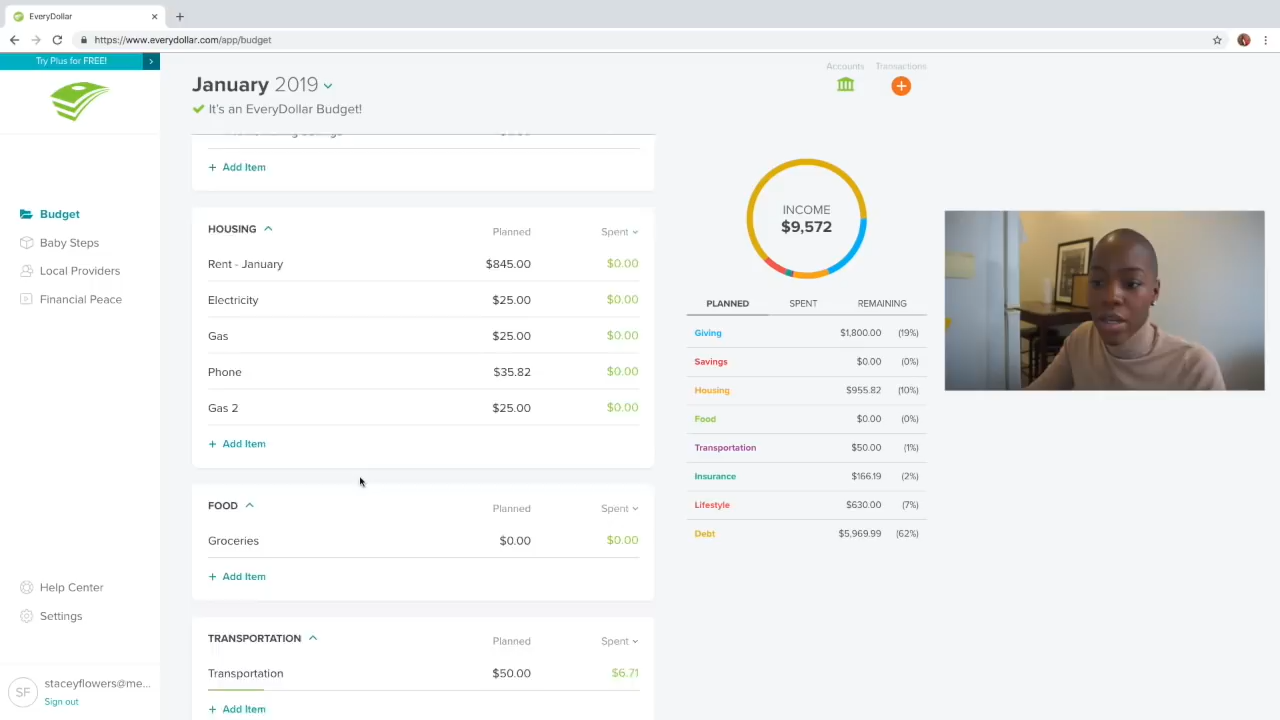 EveryDollar
https://www.everydollar.com/app/budget
Try Plus for FREE!
January 2019
It's an EveryDollar Budget!
Accounts
Transactions
Budget
Baby Steps
Local Providers
Financial Peace
Help Center
Settings
SF
staceyflowers@me...
Sign out
+ Add Item
HOUSING Planned Spent
Rent - January $845.00 $0.00
Electricity $25.00 $0.00
Gas $25.00 $0.00
Phone $35.82 $0.00
Gas 2 $25.00 $0.00
+ Add Item
FOOD Planned Spent
Groceries $0.00 $0.00
+ Add Item
TRANSPORTATION Planned Spent
Transportation $50.00 $6.71
+ Add Item
INCOME
$9,572
PLANNED SPENT REMAINING
Giving $1,800.00 (19%)
Savings $0.00 (0%)
Housing $955.82 (10%)
Food $0.00 (0%)
Transportation $50.00 (1%)
Insurance $166.19 (2%)
Lifestyle $630.00 (7%)
Debt $5,969.99 (62%)